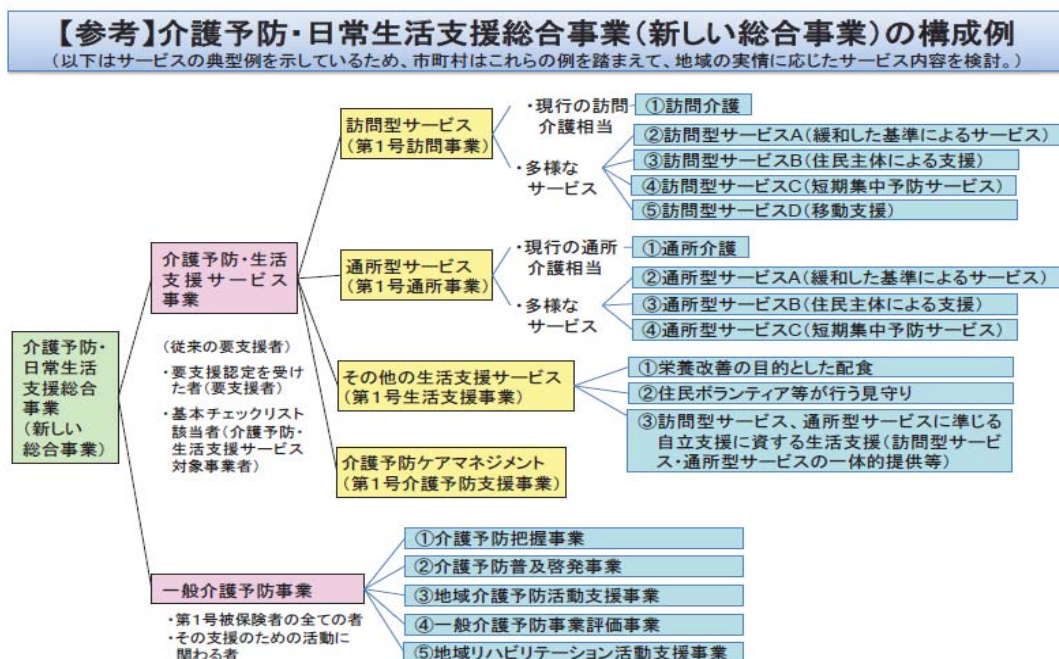 【参考】介護予防・日常生活支援総合事業(新しい総合事業)の構成例
(以下はサービスの典型例を示しているため、市町村はこれらの例を踏まえて、地域の実情に応じたサービス内容を検討。)
介護予防・
日常生活
支援総合
事業
(新しい
総合事業)
介護予防・生活
支援サービス
事業
(従来の要支援者)
・要支援認定を受け
た者(要支援者)
・基本チェックリスト
該当者(介護予防・
生活支援サービス
対象事業者)
訪問型サービス
(第1号訪問事業)
・現行の訪問
介護相当
①訪問介護
・多様な
サービス
②訪問型サービスA(緩和した基準によるサービス)
③訪問型サービスB(住民主体による支援)
④訪問型サービスC(短期集中予防サービス)
⑤訪問型サービスD(移動支援)
通所型サービス
(第1号通所事業)
・現行の通所
介護相当
①通所介護
・多様な
サービス
②通所型サービスA(緩和した基準によるサービス)
③通所型サービスB(住民主体による支援)
④通所型サービスC(短期集中予防サービス)
その他の生活支援サービス
(第1号生活支援事業)
①栄養改善の目的とした配食
②住民ボランティア等が行う見守り
③訪問型サービス、通所型サービスに準じる
自立支援に資する生活支援(訪問型サービ
ス・通所型サービスの一体的提供等)
介護予防ケアマネジメント
(第1号介護予防支援事業)
一般介護予防事業
・第1号被保険者の全ての者
・その支援のための活動に
関わる者
①介護予防把握事業
②介護予防普及啓発事業
③地域介護予防活動支援事業
④一般介護予防事業評価事業
⑤地域リハビリテーション活動支援事業